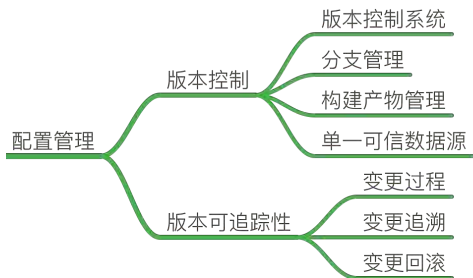 配置管理
版本控制
版本控制系统
分支管理
构建产物管理
单一可信数据源
版本可追踪性
变更过程
变更追溯
变更回滚